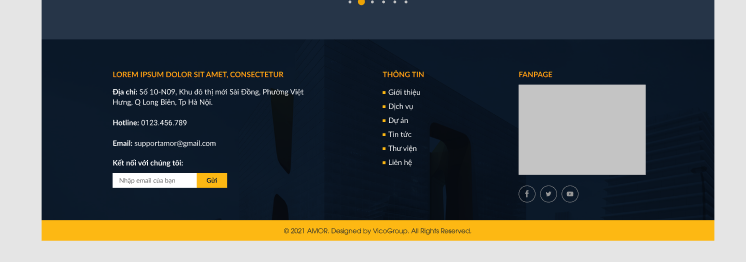 LOREM IPSUM DOLOR SIT AMET, CONSECTETUR
Địa chỉ: Số 10-N09, Khu đô thị mới Sài Đồng, Phường Việt
Hưng, Q Long Biên, Tp Hà Nội.
Hotline: 0123.456.789
Email: supportamor@gmail.com
Kết nối với chúng tôi:
Nhập email của bạn
Gửi
THÔNG TIN
Giới thiệu
Dịch vụ
Dự án
Tin tức
Thư viện
Liên hệ
FANPAGE
© 2021 AMOR. Designed by VicoGroup. All Rights Reserved.